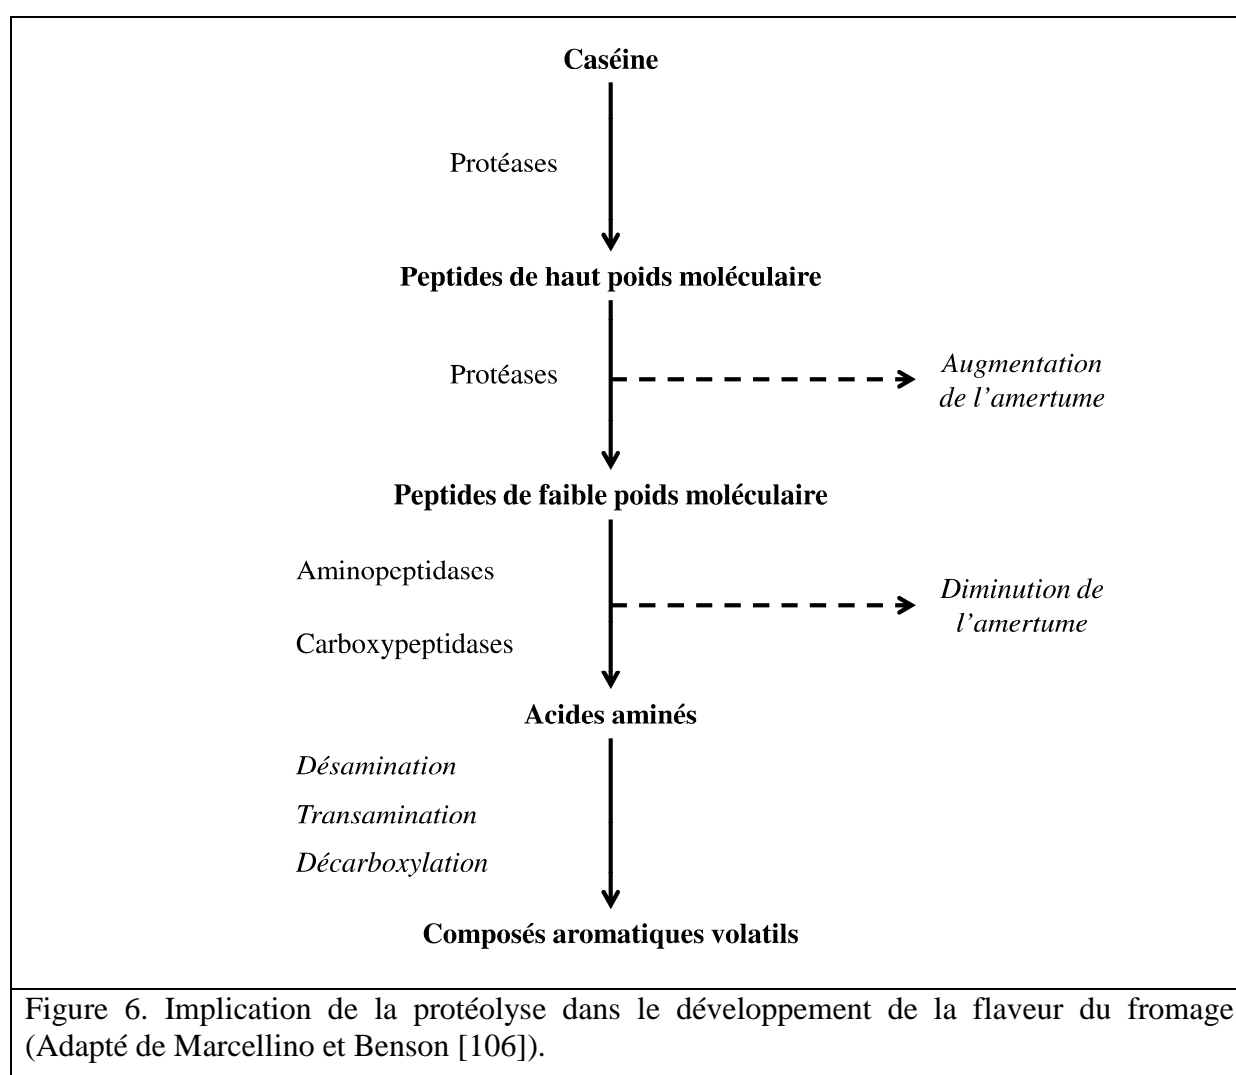 Caséine
Protéases
Peptides de haut poids moléculaire
Protéases
Augmentation
de l’amertume
Peptides de faible poids moléculaire
Aminopeptidases
Carboxypeptidases
Diminution de
l’amertume
Acides aminés
Désamination
Transamination
Décarboxylation
Composés aromatiques volatils
Figure 6. Implication de la protéolyse dans le développement de la flaveur du fromage
(Adapté de Marcellino et Benson [106]).